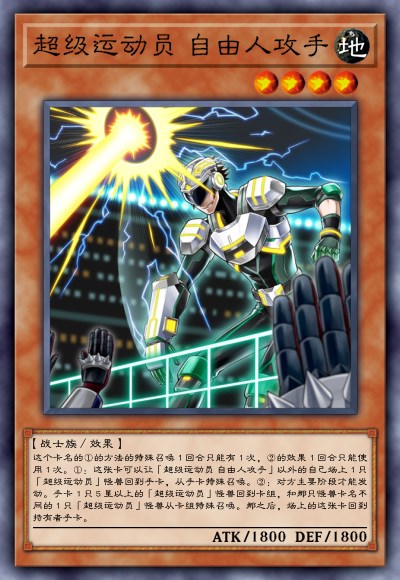 超级运动员 自由人攻手
地
【战士族／效果】
这个卡名的①的方法的特殊召唤1回合只能有1次，②的效果1回合只能使
用1次。①：这张卡可以让「超级运动员 自由人攻手」以外的自己场上1只
「超级运动员」怪兽回到手卡，从手卡特殊召唤。②：对方主要阶段才能发
动。手卡1只5星以上的「超级运动员」怪兽回到卡组，和那只怪兽卡名不
同的1只「超级运动员」怪兽从卡组特殊召唤。那之后，场上的这张卡回到
持有者手卡。
ATK/1800 DEF/1800